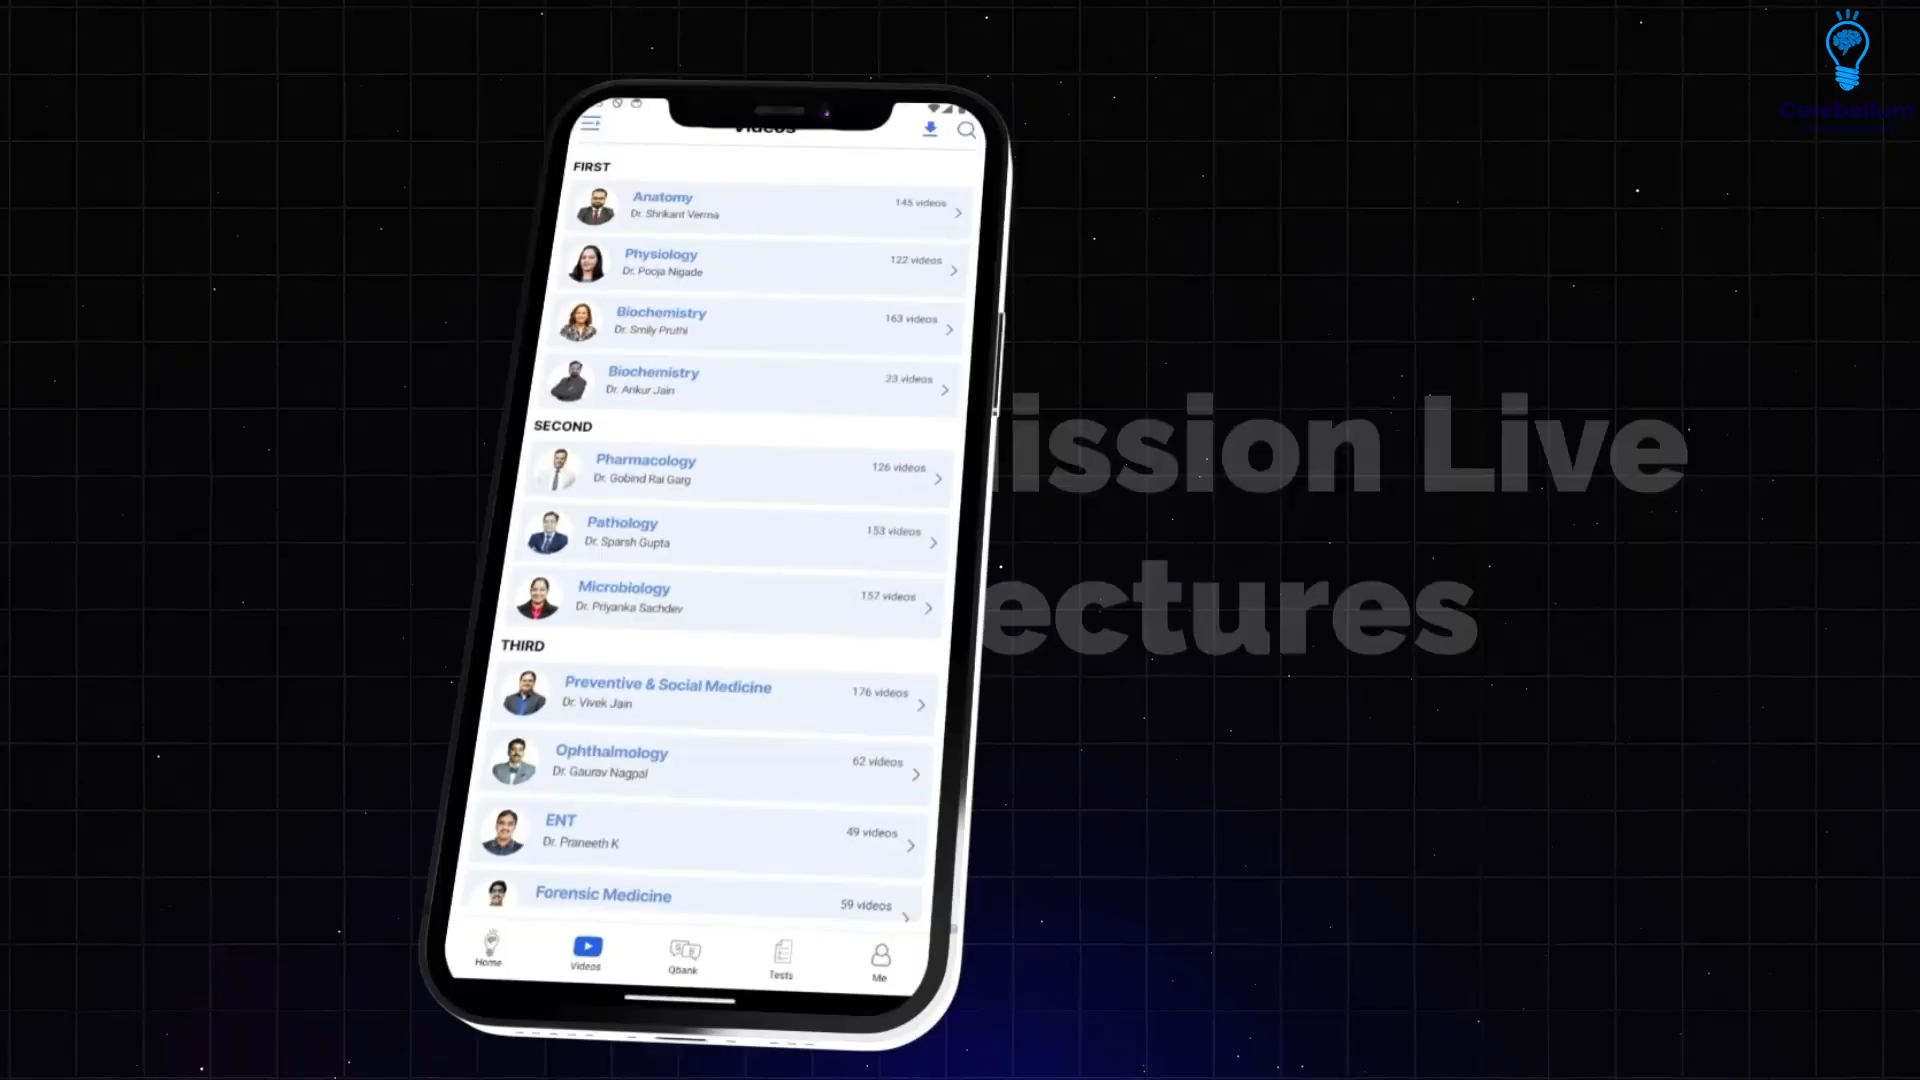 Videos
FIRST
Anatomy
Dr. Shrikant Verma
145 videos
Physiology
Dr. Pooja Nigade
122 videos
Biochemistry
Dr. Smily Pruthi
163 videos
Biochemistry
Dr. Ankur Jain
23 videos
SECOND
Pharmacology
Dr. Gobind Rai Garg
126 videos
Pathology
Dr. Sparsh Gupta
153 videos
Microbiology
Dr. Priyanka Sachdev
157 videos
THIRD
Preventive & Social Medicine
Dr. Vivek Jain
176 videos
Ophthalmology
Dr. Gaurav Nagpal
62 videos
ENT
Dr. Praneeth K
49 videos
Forensic Medicine
59 videos
Home
Videos
Qbank
Tests
Me
ission Live
ectures
Cerebellum